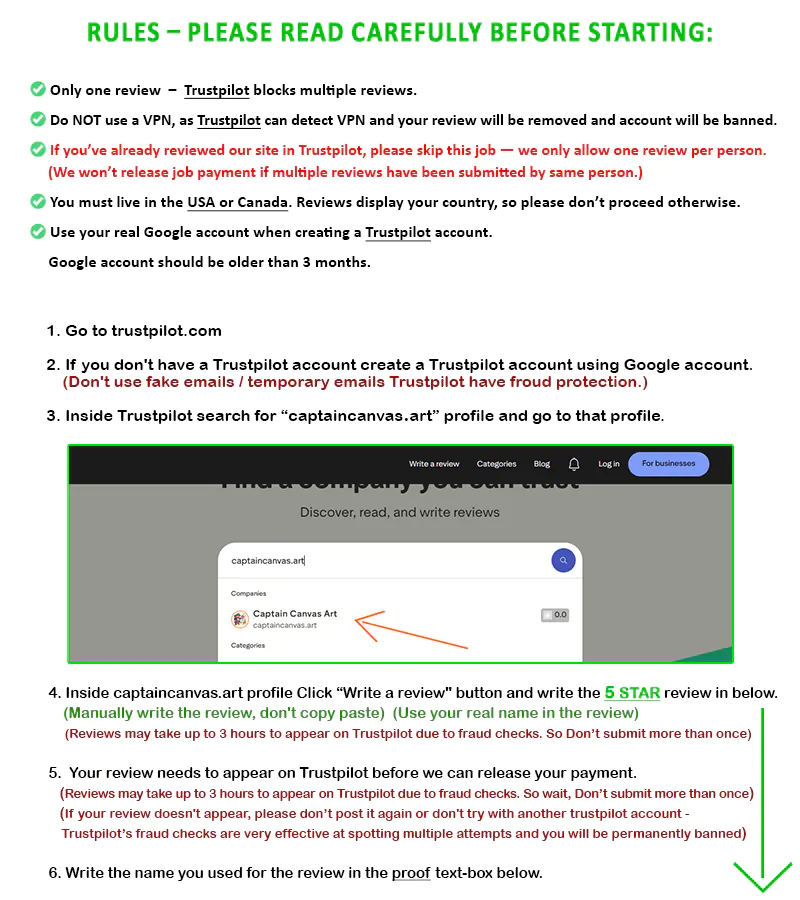 RULES – PLEASE READ CAREFULLY BEFORE STARTING:
Only one review – Trustpilot blocks multiple reviews.
Do NOT use a VPN, as Trustpilot can detect VPN and your review will be removed and account will be banned.
If you’ve already reviewed our site in Trustpilot, please skip this job — we only allow one review per person.
(We won’t release job payment if multiple reviews have been submitted by same person.)
You must live in the USA or Canada. Reviews display your country, so please don’t proceed otherwise.
Use your real Google account when creating a Trustpilot account.
Google account should be older than 3 months.
1. Go to trustpilot.com
2. If you don't have a Trustpilot account create a Trustpilot account using Google account.
(Don't use fake emails / temporary emails Trustpilot have froud protection.)
3. Inside Trustpilot search for “captaincanvas.art” profile and go to that profile.
Write a review Categories Blog Log in For businesses
Find a company you can trust
Discover, read, and write reviews
captaincanvas.art
Companies
Captain Canvas Art
captaincanvas.art
0.0
Categories
4. Inside captaincanvas.art profile Click “Write a review" button and write the 5 STAR review in below.
(Manually write the review, don't copy paste) (Use your real name in the review)
(Reviews may take up to 3 hours to appear on Trustpilot due to fraud checks. So Don’t submit more than once)
5. Your review needs to appear on Trustpilot before we can release your payment.
(Reviews may take up to 3 hours to appear on Trustpilot due to fraud checks. So wait, Don’t submit more than once)
(If your review doesn't appear, please don’t post it again or don't try with another trustpilot account -
Trustpilot’s fraud checks are very effective at spotting multiple attempts and you will be permanently banned)
6. Write the name you used for the review in the proof text-box below.